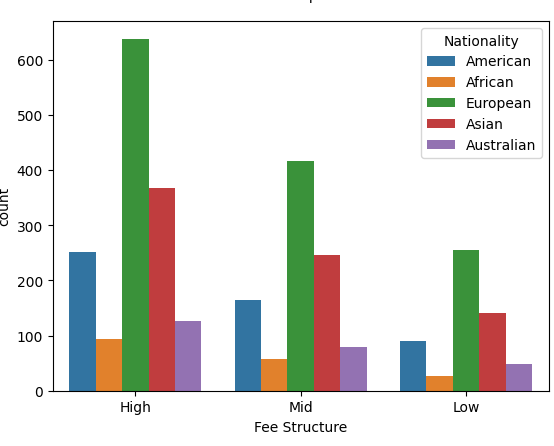 600
500
400
300
200
100
0
count
High
Mid
Low
Fee Structure
Nationality
American
African
European
Asian
Australian